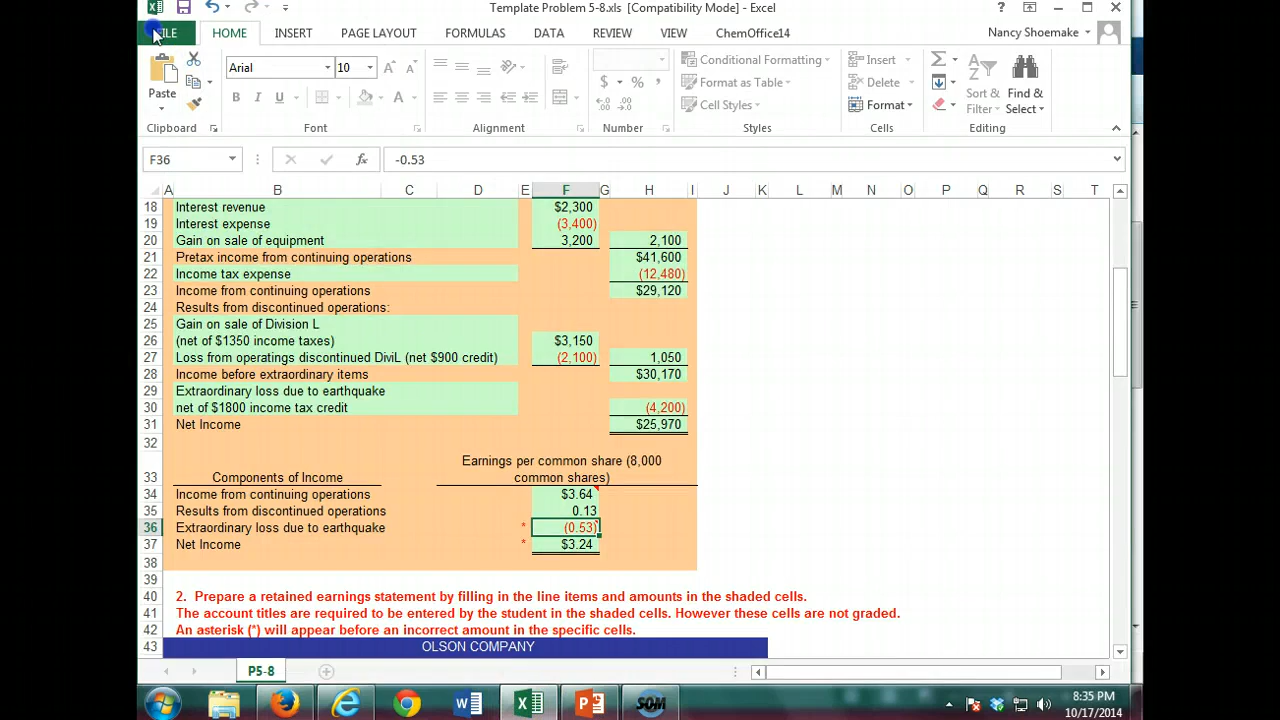 Template Problem 5-8.xls [Compatibility Mode] - Excel
HOME INSERT PAGE LAYOUT FORMULAS DATA REVIEW VIEW ChemOffice14 Nancy Shoemake
Paste
Arial 10
$ %
Conditional Formatting
Format as Table
Cell Styles
Insert
Delete
Format
Sort & Filter
Find & Select
Clipboard Font Alignment Number Styles Cells Editing
F36 fx -0.53
A B C D E F G H I J K L M N O P Q R S T
18 Interest revenue $2,300
19 Interest expense (3,400)
20 Gain on sale of equipment 3,200 2,100
21 Pretax income from continuing operations $41,600
22 Income tax expense (12,480)
23 Income from continuing operations $29,120
24 Results from discontinued operations:
25 Gain on sale of Division L
26 (net of $1350 income taxes) $3,150
27 Loss from operatings discontinued DiviL (net $900 credit) (2,100) 1,050
28 Income before extraordinary items $30,170
29 Extraordinary loss due to earthquake
30 net of $1800 income tax credit (4,200)
31 Net Income $25,970
32
Earnings per common share (8,000
33 Components of Income common shares)
34 Income from continuing operations $3.64
35 Results from discontinued operations 0.13
36 Extraordinary loss due to earthquake * (0.53)
37 Net Income * $3.24
38
39
40 2. Prepare a retained earnings statement by filling in the line items and amounts in the shaded cells.
41 The account titles are required to be entered by the student in the shaded cells. However these cells are not graded.
42 An asterisk (*) will appear before an incorrect amount in the specific cells.
43 OLSON COMPANY
P5-8
SOM
8:35 PM
10/17/2014